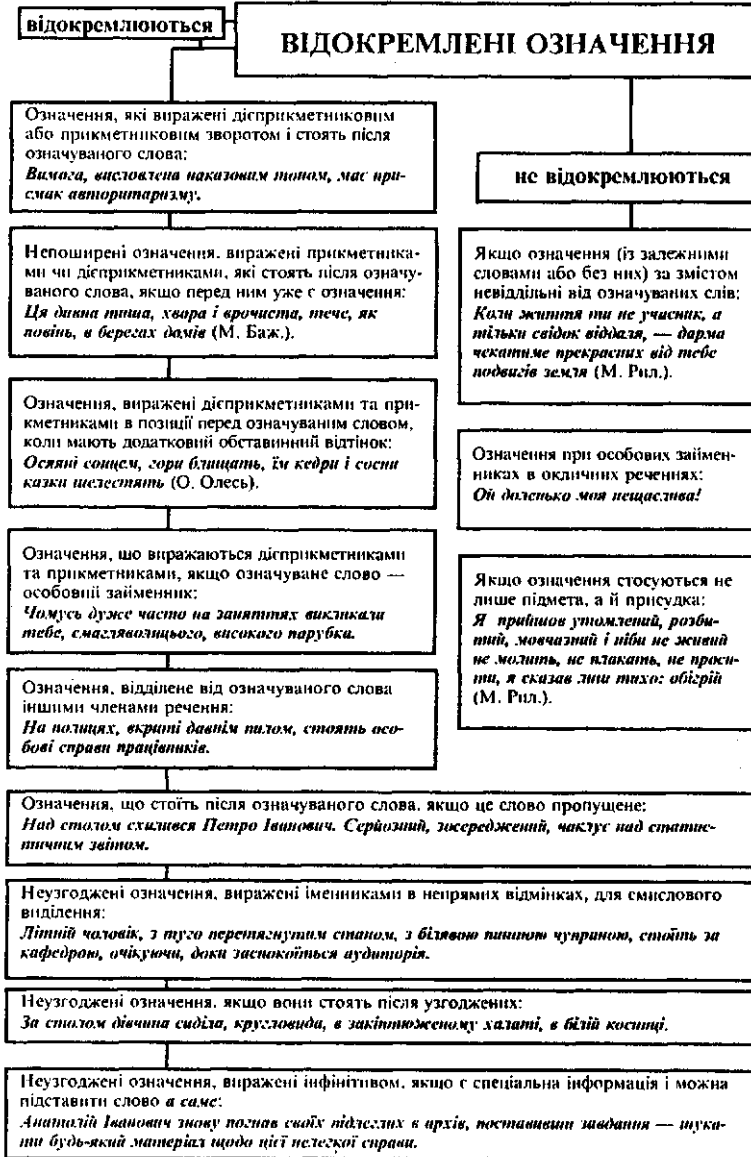 відокремлюються
ВІДОКРЕМЛЕНІ ОЗНАЧЕННЯ
Означення, які виражені дієприкметниковим
або прикметниковим зворотом і стоять після
означуваного слова:
Вимога, висловлена наказовим тоном, має при-
смак авторитаризму.
Непоширені означення, виражені прикметника-
ми чи дієприкметниками, які стоять після означу-
ваного слова, якщо перед ним уже є означення:
Ця дивна тиша, хвора і врочиста, тече, як
повінь, в берегах домів (М. Баж.).
Означення, виражені дієприкметниками та при-
кметниками в позиції перед означуваним словом,
коли мають додатковий обставинний відтінок:
Осяяні сонцем, гори блищать, їм кедри і сосни
казки шелестять (О. Олесь).
Означення, що виражаються дієприкметниками
та прикметниками, якщо означуване слово —
особовий займенник:
Чомусь дуже часто на заняттях викликали
тебе, смагляволицього, високого парубка.
Означення, відділене від означуваного слова
іншими членами речення:
На полицях, вкриті давнім пилом, стоять осо-
бові справи працівників.
не відокремлюються
Якщо означення (із залежними
словами або без них) за змістом
невіддільні від означуваних слів:
Коли життя ти не учасник, а
тільки свідок віддаля, — дарма
чекатиме прекрасних від тебе
подвигів земля (М. Рил.).
Означення при особових займен-
никах в окличних реченнях:
Ой доленько моя нещаслива!
Якщо означення стосуються не
лише підмета, а й присудка:
Я прийшов утомлений, розби-
тий, мовчазний і ніби не живий
не молить, не плакать, не проси-
ти, я сказав лиш тихо: обігрій
(М. Рил.).
Означення, що стоїть після означуваного слова, якщо це слово пропущене:
Над столом схилився Петро Іванович. Серйозний, зосереджений, чаклує над статис-
тичним звітом.
Неузгоджені означення, виражені іменниками в непрямих відмінках, для смислового
виділення:
Літній чоловік, з туго перетягнутим станом, з білявою пишною чуприною, стоїть за
кафедрою, очікуючи, доки заспокоїться аудиторія.
Неузгоджені означення, якщо вони стоять після узгоджених:
За столом дівчина сиділа, кругловида, в закіптюженому халаті, в білій косинці.
Неузгоджені означення, виражені інфінітивом, якщо є спеціальна інформація і можна
підставити слово а саме:
Анатолій Іванович знову погнав своїх підлеглих в архів, поставивши завдання — шука-
ти будь-який матеріал щодо цієї нелегкої справи.